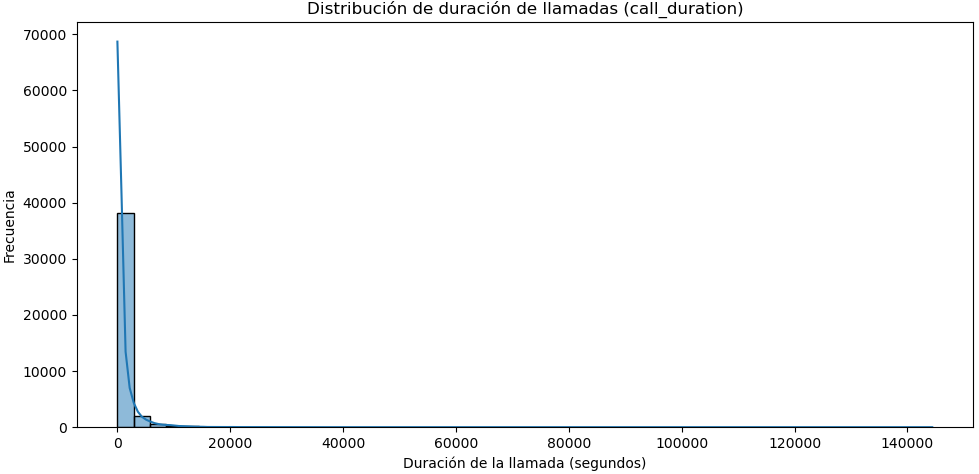 Distribución de duración de llamadas (call_duration)
70000
60000
50000
40000
30000
20000
10000
0
Frecuencia
0 20000 40000 60000 80000 100000 120000 140000
Duración de la llamada (segundos)